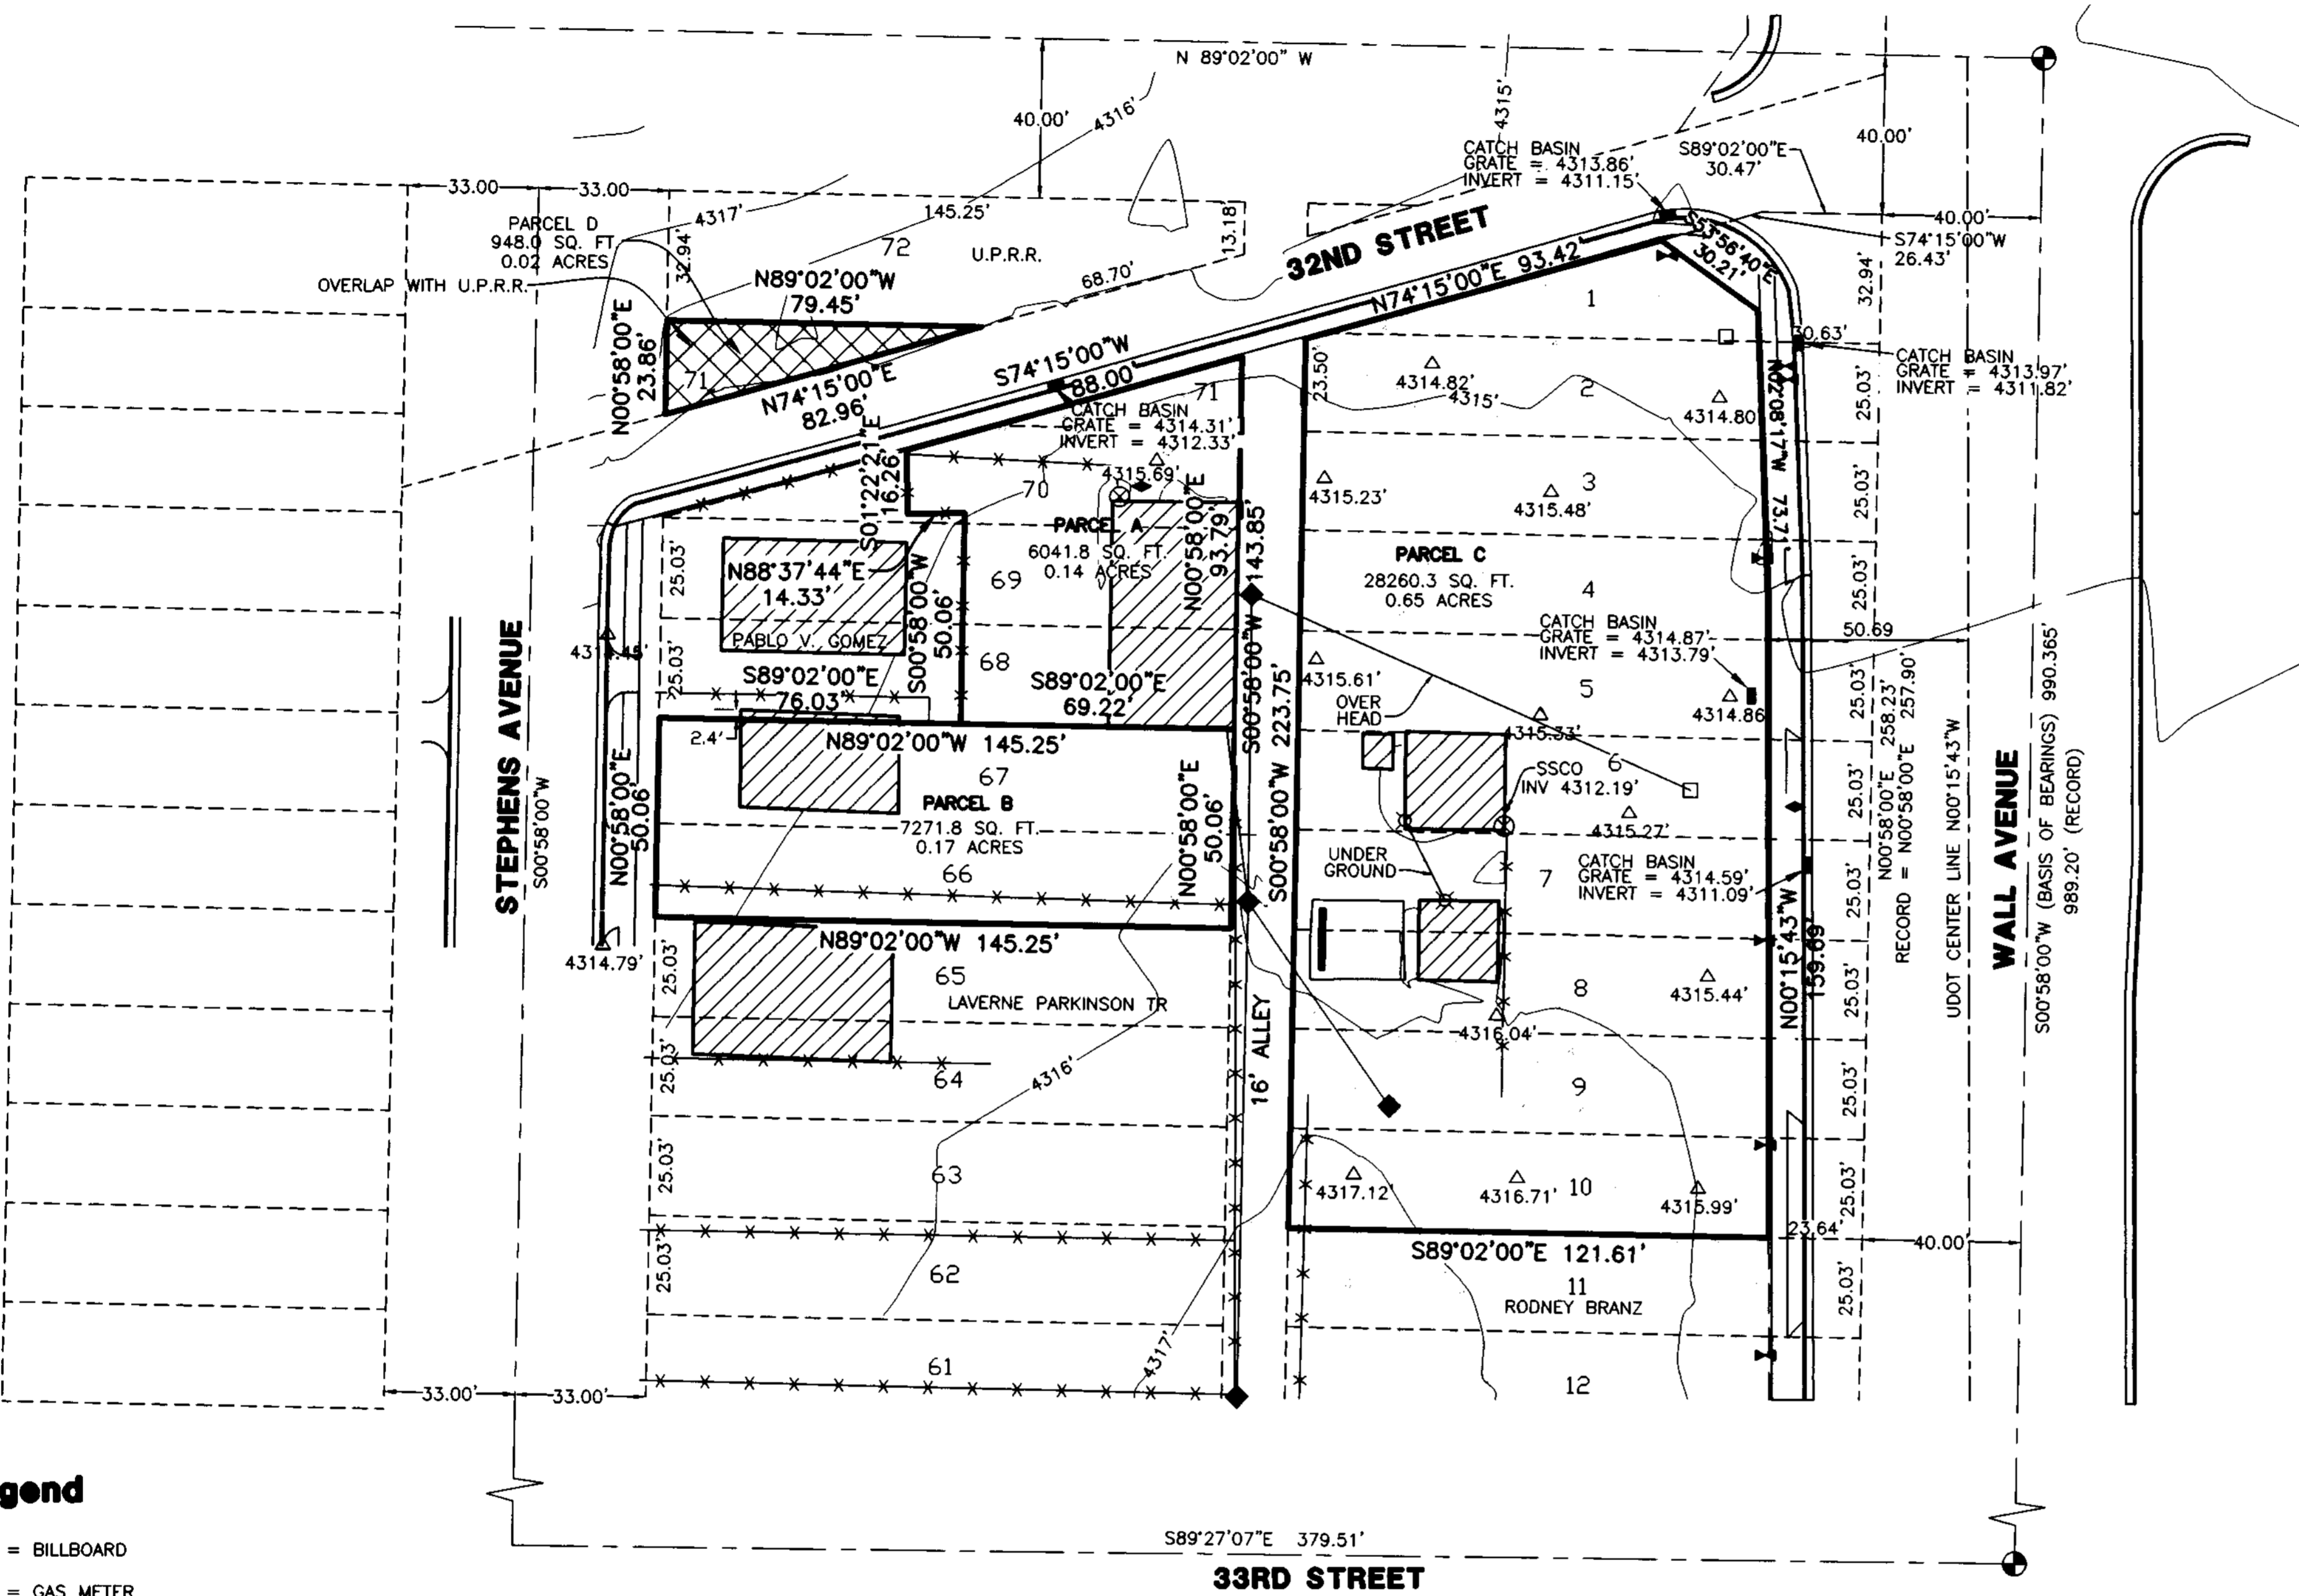 N 89°02'00" W
40.00'
4316'
4315'
CATCH BASIN
GRATE = 4313.86'
INVERT = 4311.15'
S89°02'00"E
30.47'
40.00'
33.00
33.00
4317'
145.25'
13.18'
40.00'
PARCEL D
948.0 SQ. FT.
0.02 ACRES
32.94'
72
U.P.R.R.
32ND STREET
S53°56'40"E
30.21'
S74°15'00"W
26.43'
32.94'
OVERLAP WITH U.P.R.R.
N89°02'00"W
79.45'
68.70'
N74°15'00"E 93.42'
1
N00°58'00"E
23.86'
71
N74°15'00"E
82.96'
S74°15'00"W
88.00'
71
23.50'
30.63'
CATCH BASIN
GRATE = 4313.97'
INVERT = 4311.82'
CATCH BASIN
GRATE = 4314.31'
INVERT = 4312.33'
4314.82'
4315'
2
4314.80
25.03'
N02°08'17"W 73.71'
S01°22'21"E
16.26'
4315.69'
70
4315.23'
4315.48'
3
25.03'
PARCEL A
6041.8 SQ. FT.
0.14 ACRES
N00°58'00"E
93.79'
143.85'
S00°58'00"W
PARCEL C
28260.3 SQ. FT.
0.65 ACRES
4
25.03'
25.03'
N88°37'44"E
14.33'
PABLO V. GOMEZ
S00°58'00"W
50.06'
69
68
25.03'
4314.45'
S89°02'00"E
76.03'
S89°02'00"E
69.22'
CATCH BASIN
GRATE = 4314.87'
INVERT = 4313.79'
50.69
4315.61'
5
4314.86
25.03'
OVER
HEAD
4315.33'
2.4'
N89°02'00"W 145.25'
67
PARCEL B
7271.8 SQ. FT.
0.17 ACRES
66
N00°58'00"E
50.06'
N00°58'00"E
50.06'
S00°58'00"W 223.75'
6
SSCO
INV 4312.19'
4315.27'
25.03'
UNDER
GROUND
7
CATCH BASIN
GRATE = 4314.59'
INVERT = 4311.09'
25.03'
STEPHENS AVENUE
S00°58'00"W
N00°58'00"E 258.23'
RECORD = N00°58'00"E 257.90'
UDOT CENTER LINE N00°15'43"W
WALL AVENUE
S00°58'00"W (BASIS OF BEARINGS) 990.365'
989.20' (RECORD)
N00°15'43"W
159.69'
4314.79'
N89°02'00"W 145.25'
25.03'
65
LAVERNE PARKINSON TR
8
4315.44'
25.03'
4316.04'
16' ALLEY
25.03'
64
4316'
9
25.03'
25.03'
63
4317.12'
4316.71'
10
4315.99'
25.03'
23.64'
40.00'
S89°02'00"E 121.61'
25.03'
62
11
RODNEY BRANZ
25.03'
4317'
61
12
33.00'
33.00'
gend
= BILLBOARD
= GAS METER
S89°27'07"E 379.51'
33RD STREET